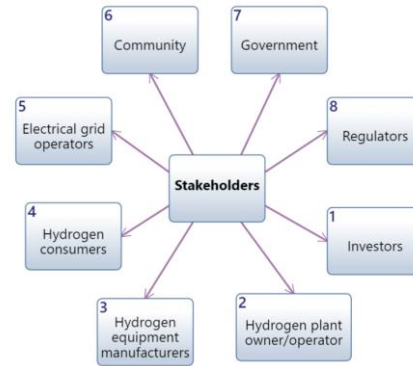 6
Community
7
Government
5
Electrical grid
operators
8
Regulators
Stakeholders
4
Hydrogen
consumers
1
Investors
3
Hydrogen
equipment
manufacturers
2
Hydrogen plant
owner/operator